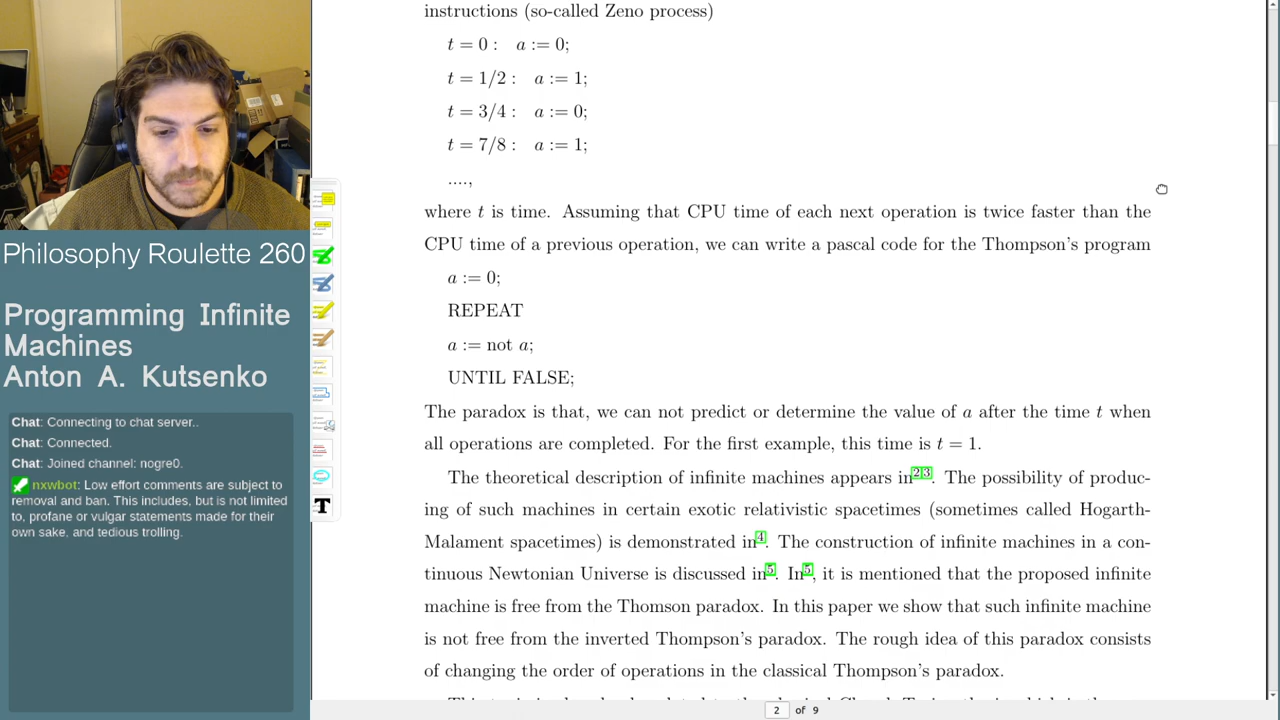 instructions (so-called Zeno process)
t = 0 : a := 0;
t = 1/2 : a := 1;
t = 3/4 : a := 0;
t = 7/8 : a := 1;
....,
where t is time. Assuming that CPU time of each next operation is twice faster than the
CPU time of a previous operation, we can write a pascal code for the Thompson's program
a := 0;
REPEAT
a := not a;
UNTIL FALSE;
The paradox is that, we can not predict or determine the value of a after the time t when
all operations are completed. For the first example, this time is t = 1.
The theoretical description of infinite machines appears in 2,3. The possibility of produc-
ing of such machines in certain exotic relativistic spacetimes (sometimes called Hogarth-
Malament spacetimes) is demonstrated in 4. The construction of infinite machines in a con-
tinuous Newtonian Universe is discussed in 5. In 5, it is mentioned that the proposed infinite
machine is free from the Thomson paradox. In this paper we show that such infinite machine
is not free from the inverted Thompson's paradox. The rough idea of this paradox consists
of changing the order of operations in the classical Thompson's paradox.
Philosophy Roulette 260
Programming Infinite
Machines
Anton A. Kutsenko
Chat: Connecting to chat server..
Chat: Connected.
Chat: Joined channel: nogre0.
nxwbot: Low effort comments are subject to
removal and ban. This includes, but is not limited
to, profane or vulgar statements made for their
own sake, and tedious trolling.
T
2 of 9